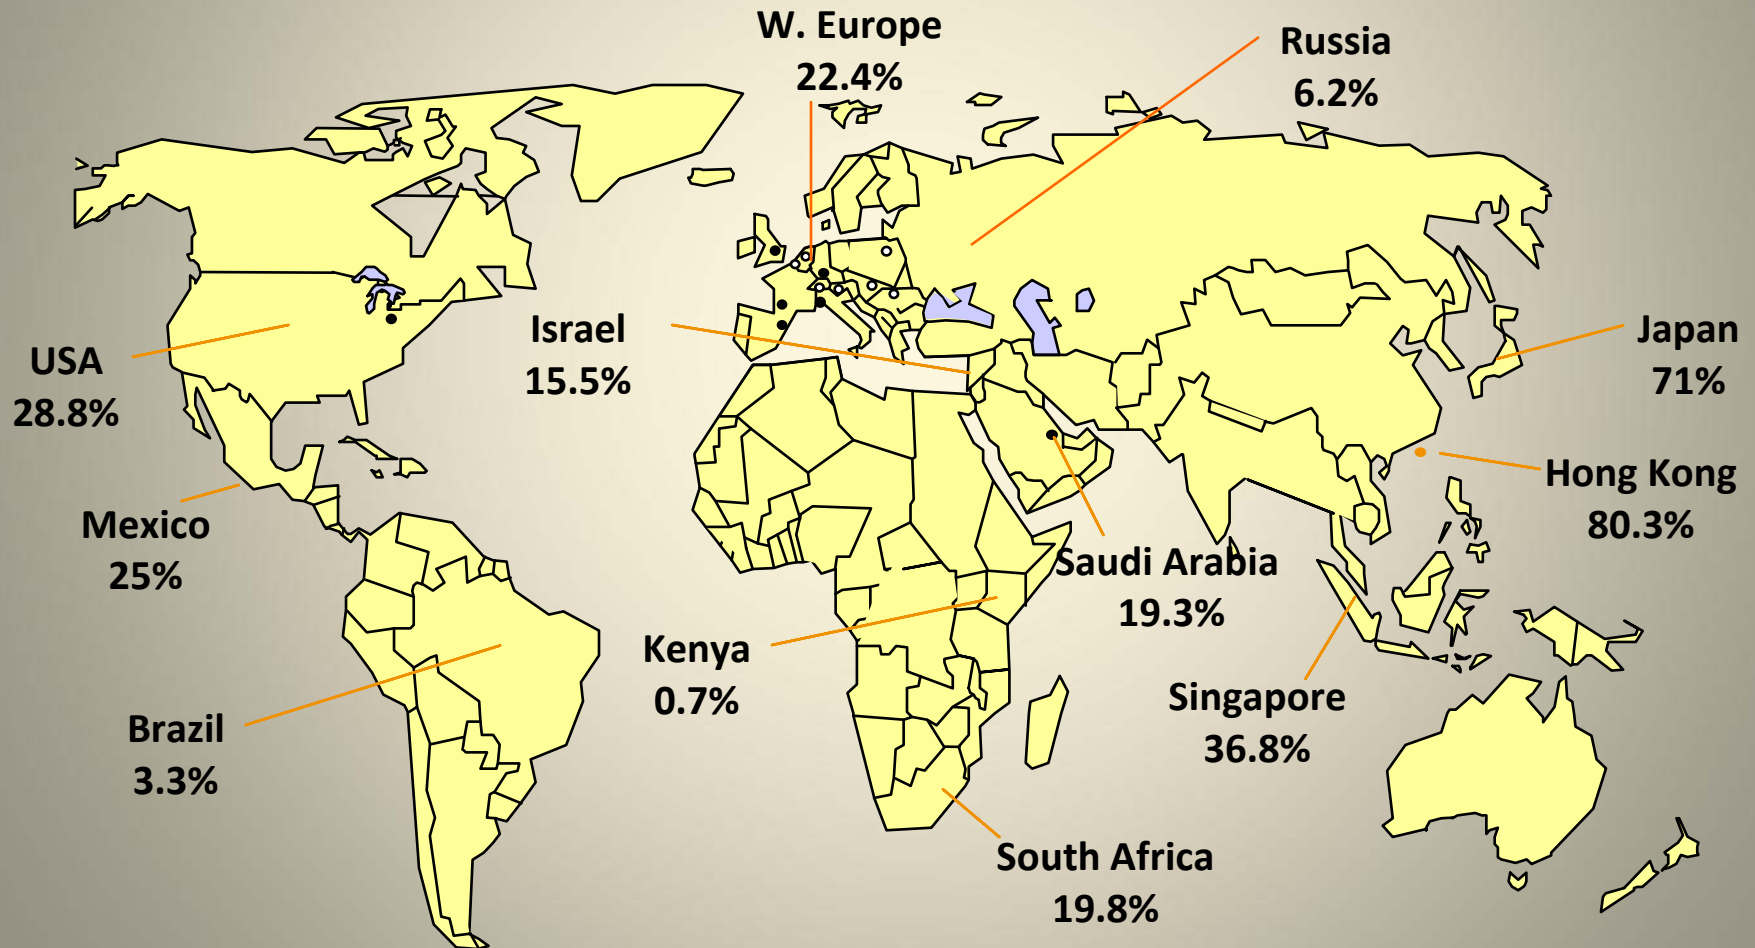 W. Europe
22.4%
Russia
6.2%
USA
28.8%
Israel
15.5%
Japan
71%
Hong Kong
80.3%
Mexico
25%
Saudi Arabia
19.3%
Kenya
0.7%
Singapore
36.8%
Brazil
3.3%
South Africa
19.8%